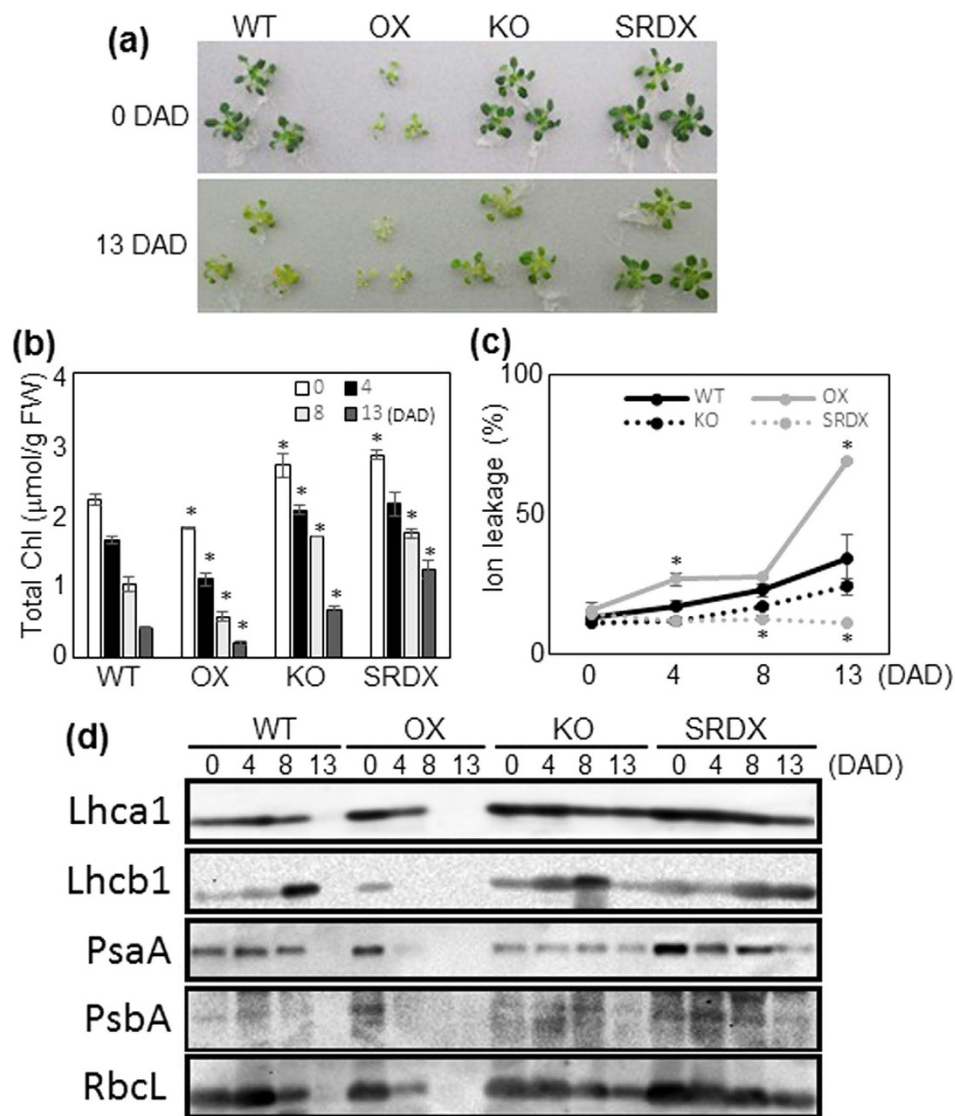 (a)
WT OX KO SRDX
0 DAD
13 DAD
(b)
Total Chl (µmol/g FW)
4
3
2
1
0
0 4
8 13 (DAD)
* * * * * * * * * * * * *
WT OX KO SRDX
(c)
Ion leakage (%)
100
50
0
WT OX
KO SRDX
* * * *
0 4 8 13 (DAD)
(d)
WT OX KO SRDX
0 4 8 13 0 4 8 13 0 4 8 13 0 4 8 13 (DAD)
Lhca1
Lhcb1
PsaA
PsbA
RbcL